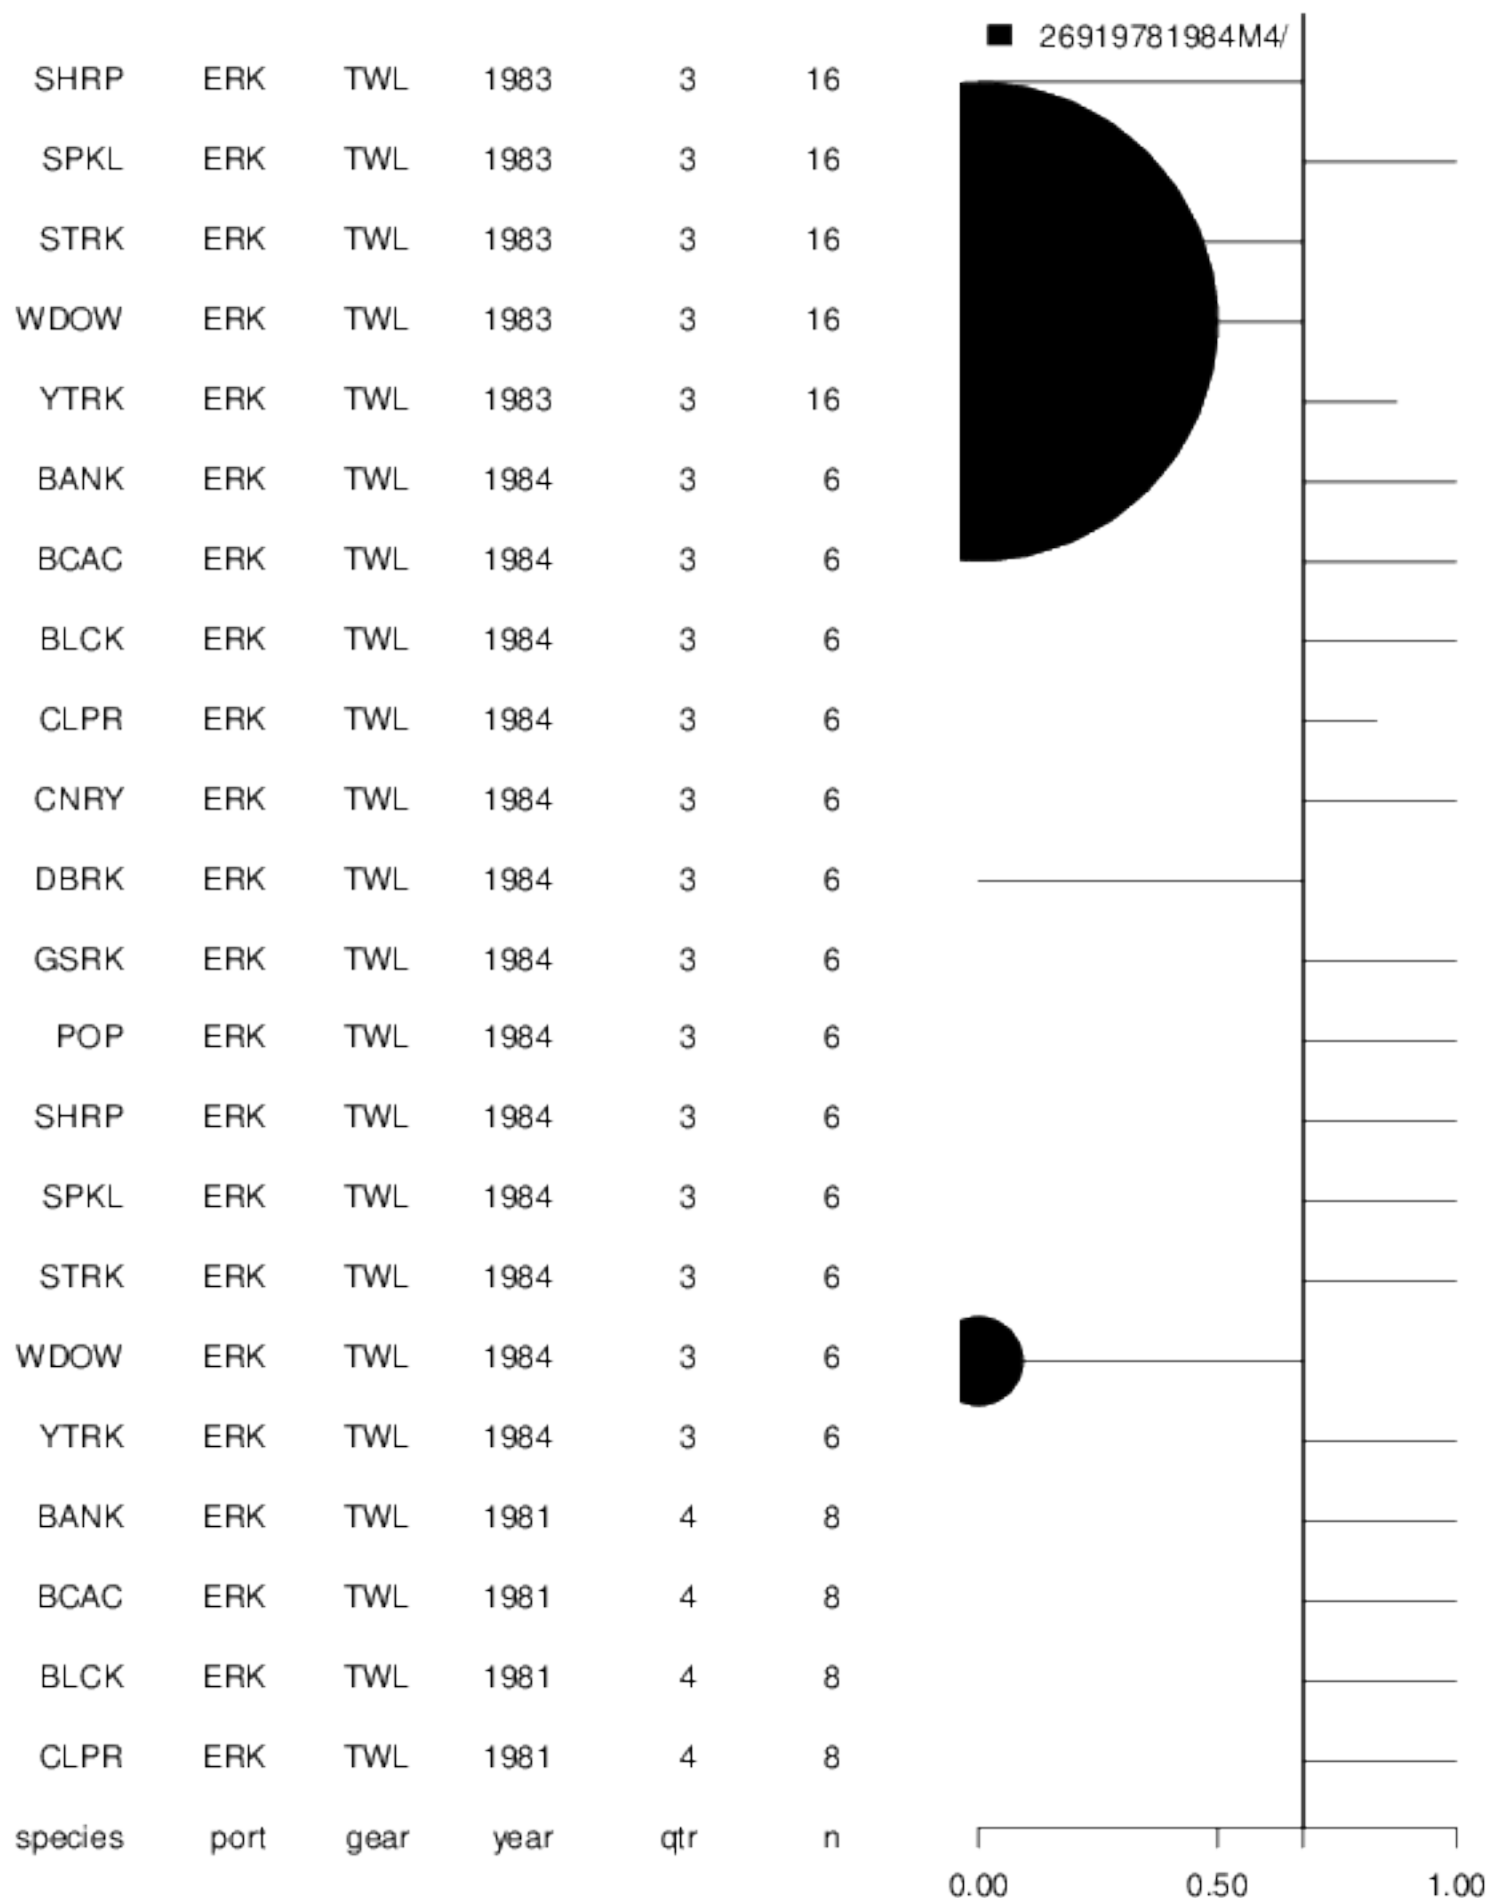 26919781984M4/
SHRP ERK TWL 1983 3 16
SPKL ERK TWL 1983 3 16
STRK ERK TWL 1983 3 16
WDOW ERK TWL 1983 3 16
YTRK ERK TWL 1983 3 16
BANK ERK TWL 1984 3 6
BCAC ERK TWL 1984 3 6
BLCK ERK TWL 1984 3 6
CLPR ERK TWL 1984 3 6
CNRY ERK TWL 1984 3 6
DBRK ERK TWL 1984 3 6
GSRK ERK TWL 1984 3 6
POP ERK TWL 1984 3 6
SHRP ERK TWL 1984 3 6
SPKL ERK TWL 1984 3 6
STRK ERK TWL 1984 3 6
WDOW ERK TWL 1984 3 6
YTRK ERK TWL 1984 3 6
BANK ERK TWL 1981 4 8
BCAC ERK TWL 1981 4 8
BLCK ERK TWL 1981 4 8
CLPR ERK TWL 1981 4 8
species port gear year qtr n
0.00 0.50 1.00